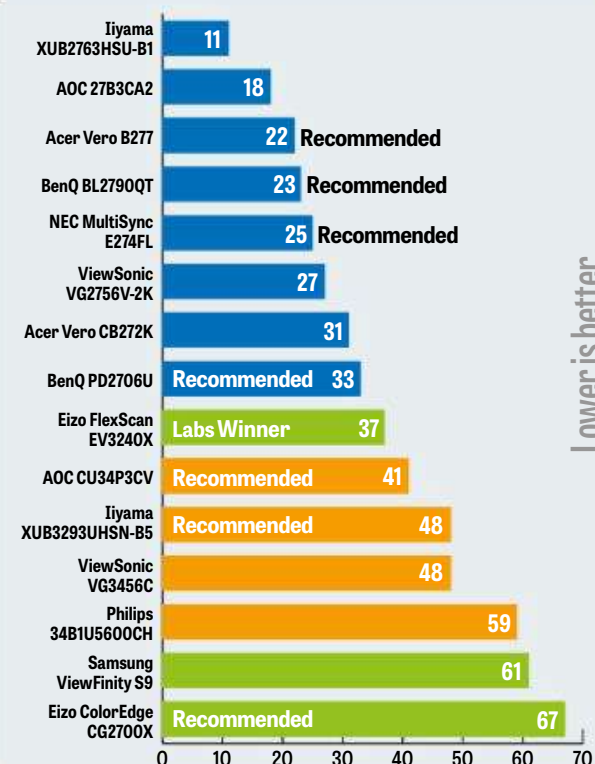 Iiyama
XUB2763HSU-B1
11
AOC 27B3CA2
18
Acer Vero B277
22 Recommended
BenQ BL2790QT
23 Recommended
NEC MultiSync
E274FL
25 Recommended
ViewSonic
VG2756V-2K
27
Acer Vero CB272K
31
BenQ PD2706U
Recommended 33
Eizo FlexScan
EV3240X
Labs Winner 37
AOC CU34P3CV
Recommended 41
Iiyama
XUB3293UHSN-B5
Recommended 48
ViewSonic
VG3456C
48
Philips
34B1U5600CH
59
Samsung
ViewFinity S9
61
Eizo ColorEdge
CG2700X
Recommended 67
0 10 20 30 40 50 60 70
Lower is better